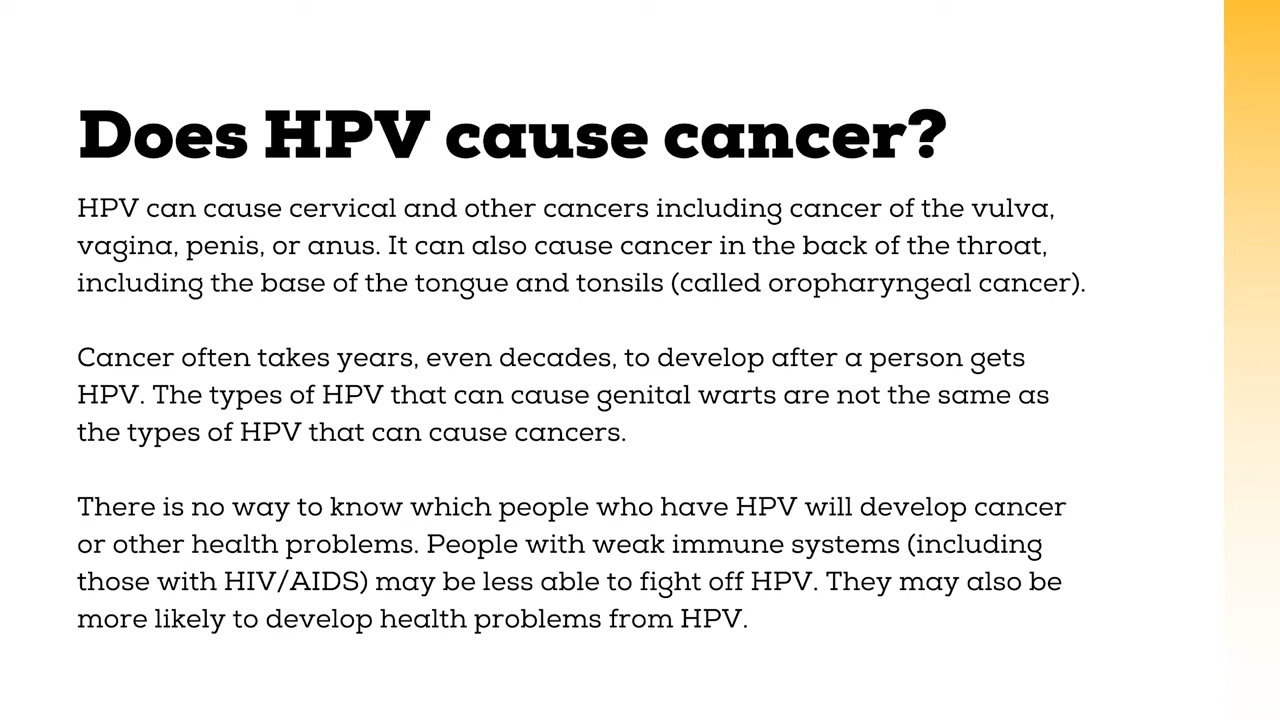 Does HPV cause cancer?
HPV can cause cervical and other cancers including cancer of the vulva,
vagina, penis, or anus. It can also cause cancer in the back of the throat,
including the base of the tongue and tonsils (called oropharyngeal cancer).
Cancer often takes years, even decades, to develop after a person gets
HPV. The types of HPV that can cause genital warts are not the same as
the types of HPV that can cause cancers.
There is no way to know which people who have HPV will develop cancer
or other health problems. People with weak immune systems (including
those with HIV/AIDS) may be less able to fight off HPV. They may also be
more likely to develop health problems from HPV.